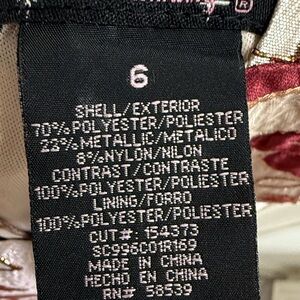 ®
6
SHELL/EXTERIOR
70%POLYESTER/POLIESTER
22%METALLIC/METALICO
8%NYLON/NILON
CONTRAST/CONTRASTE
100%POLYESTER/POLIESTER
LINING/FORRO
100%POLYESTER/POLIESTER
CUT# 154373
SC996C01R169
MADE IN CHINA
HECHO EN CHINA
RN# 58539